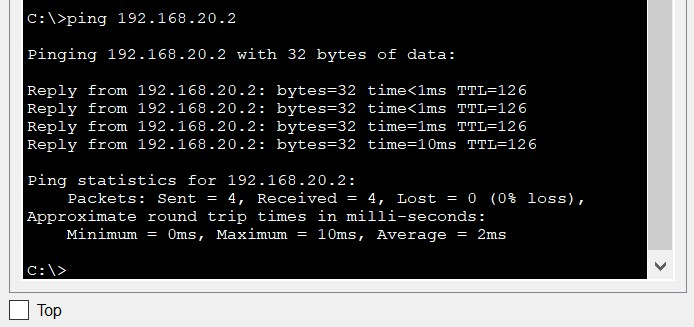 C:\>ping 192.168.20.2
Pinging 192.168.20.2 with 32 bytes of data:
Reply from 192.168.20.2: bytes=32 time<1ms TTL=126
Reply from 192.168.20.2: bytes=32 time<1ms TTL=126
Reply from 192.168.20.2: bytes=32 time=1ms TTL=126
Reply from 192.168.20.2: bytes=32 time=10ms TTL=126
Ping statistics for 192.168.20.2:
Packets: Sent = 4, Received = 4, Lost = 0 (0% loss),
Approximate round trip times in milli-seconds:
Minimum = 0ms, Maximum = 10ms, Average = 2ms
C:\>
Top